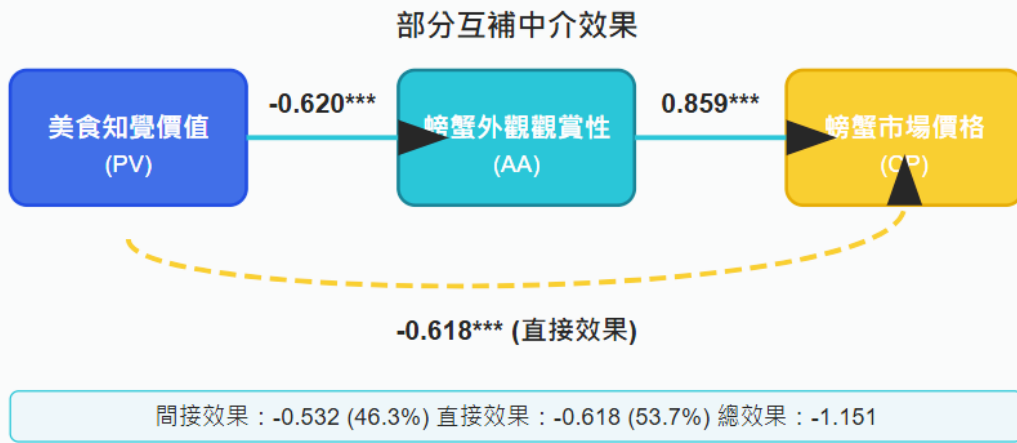 部分互補中介效果
-0.620***
0.859***
美食知覺價值
(PV)
螃蟹外觀觀賞性
(AA)
螃蟹市場價格
-0.618*** (直接效果)
間接效果：-0.532 (46.3%) 直接效果：-0.618 (53.7%) 總效果：-1.151